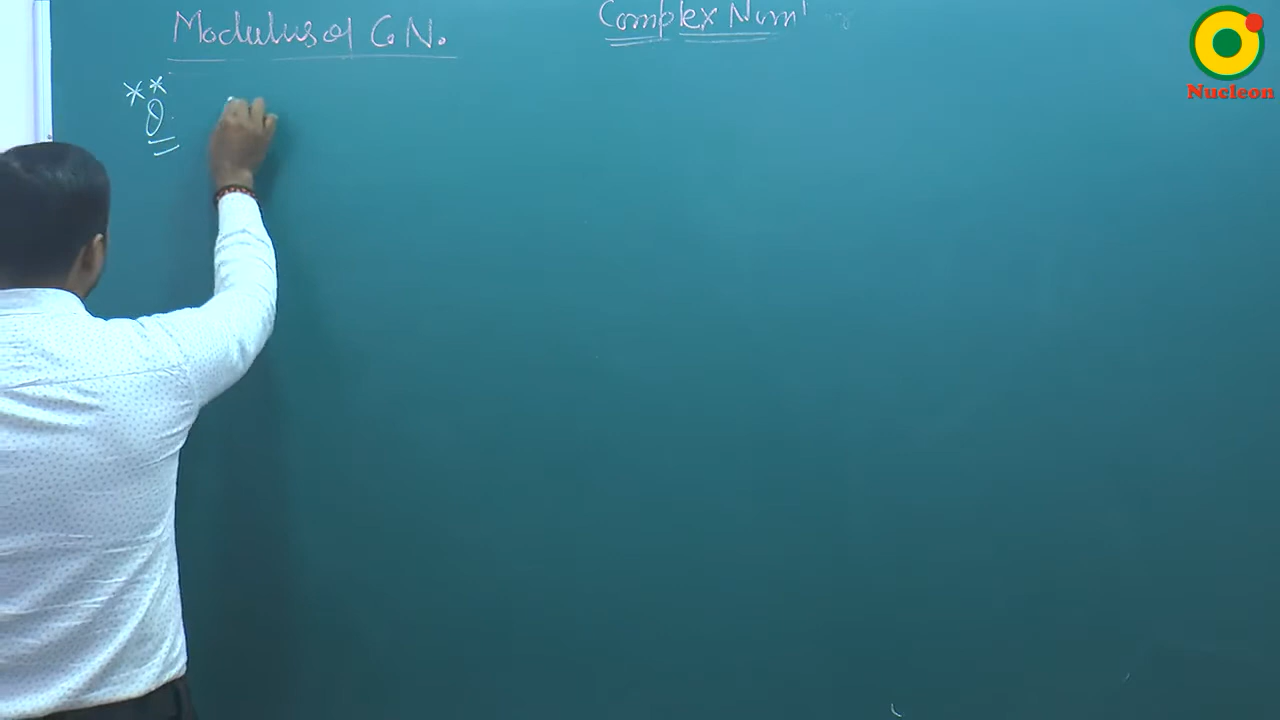 Complex Num
Modulus of C.N.
**
Q.
Nucleon